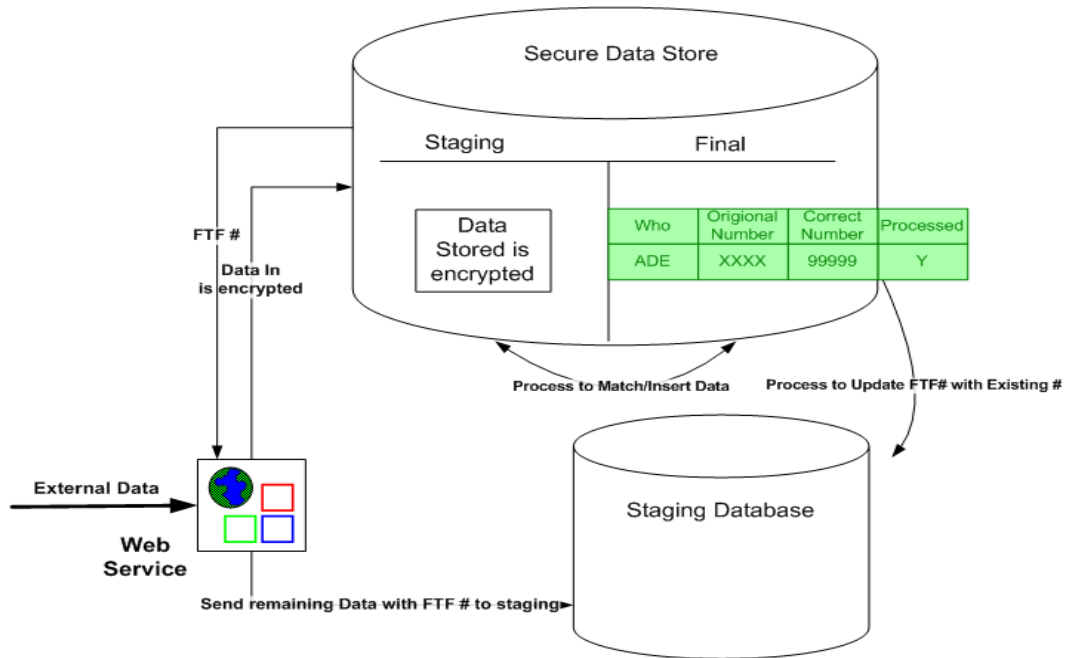 Secure Data Store
Staging
Final
Data
Stored is
encrypted
Who
Origional
Number
Correct
Number
Processed
ADE
XXXX
99999
Y
FTF #
Data In
is encrypted
Process to Match/Insert Data
Process to Update FTF# with Existing #
External Data
Web
Service
Staging Database
Send remaining Data with FTF # to staging